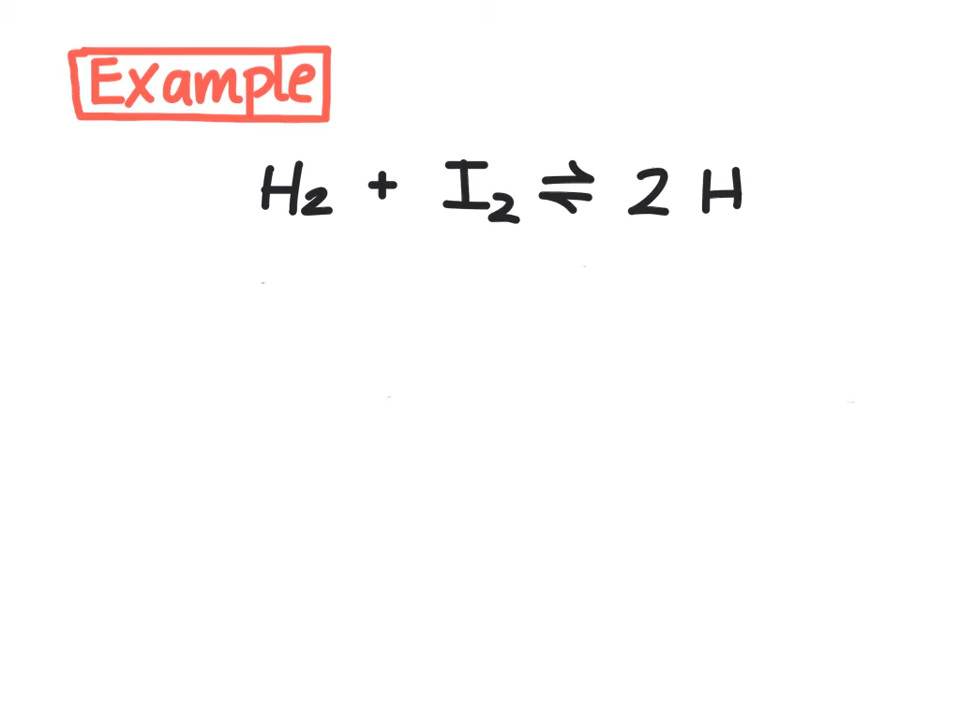 Example
H₂ + I₂ ⇌ 2 H